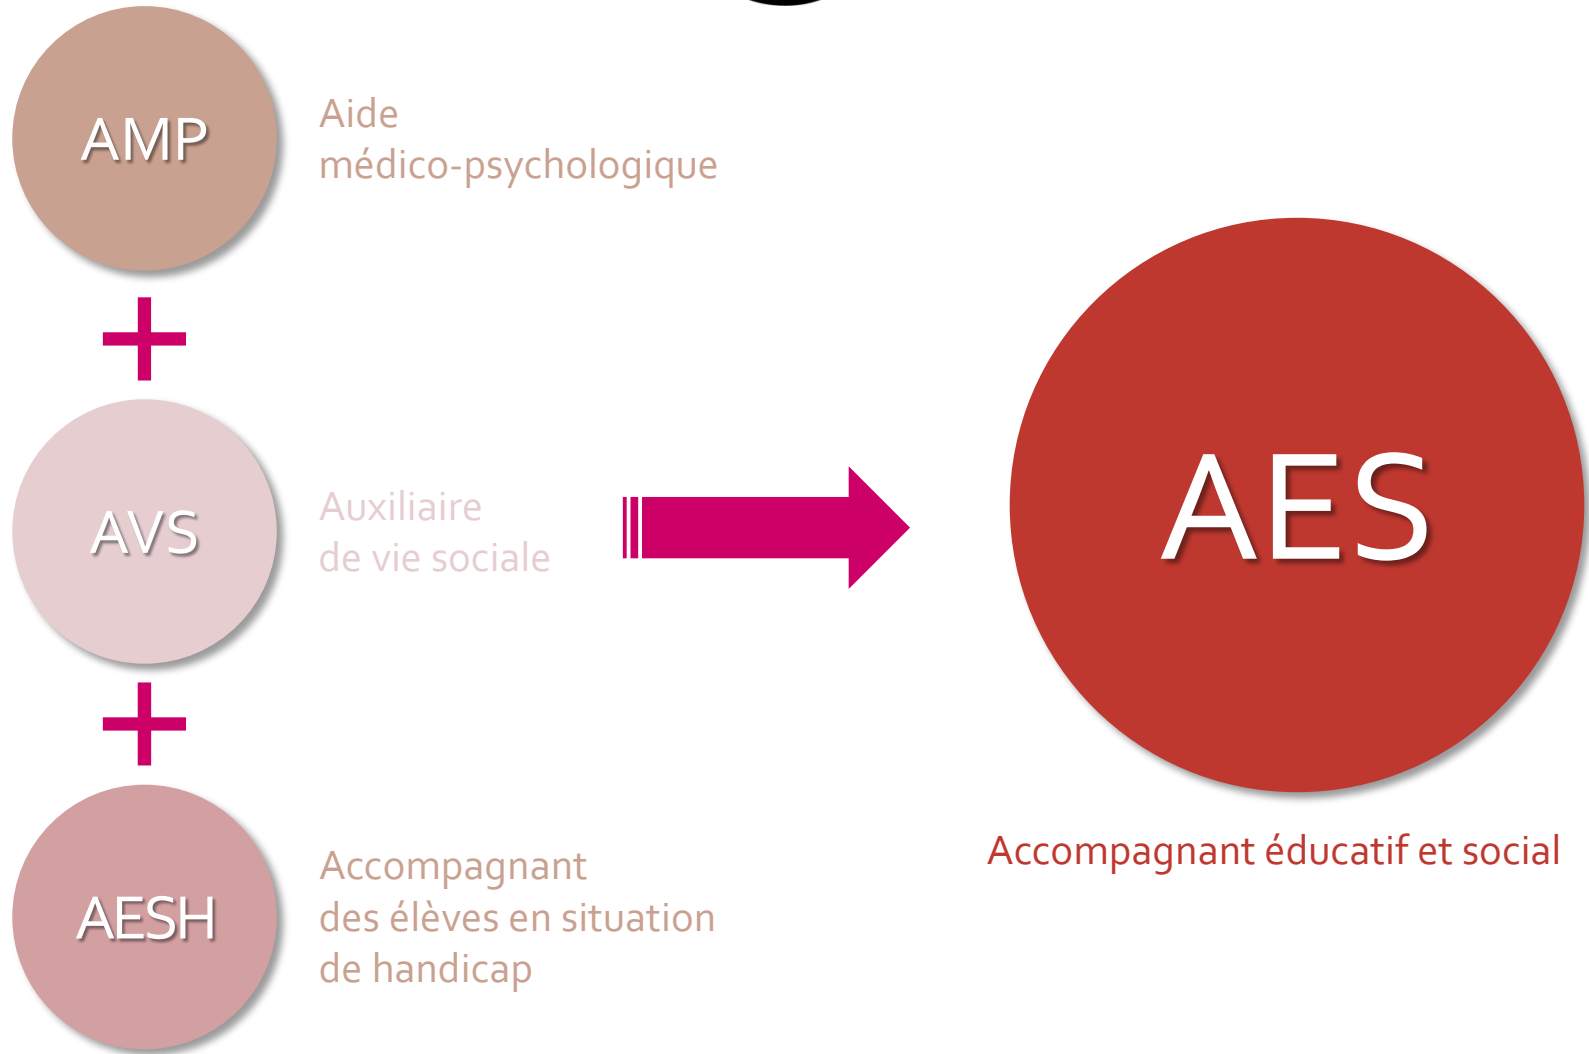 AMP
Aide
médico-psychologique
AVS
Auxiliaire
de vie sociale
AESH
Accompagnant
des élèves en situation
de handicap
AES
Accompagnant éducatif et social